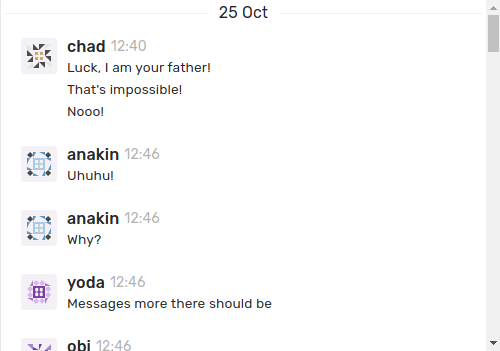 25 Oct
chad 12:40
Luck, I am your father!
That's impossible!
Nooo!
anakin 12:46
Uhuhu!
anakin 12:46
Why?
yoda 12:46
Messages more there should be
obi 12:46